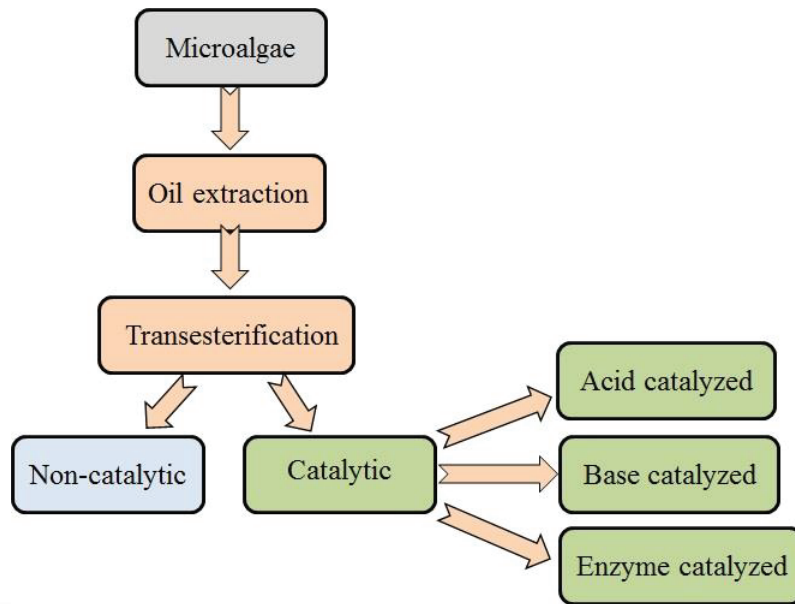 Microalgae
Oil extraction
Transesterification
Non-catalytic
Catalytic
Acid catalyzed
Base catalyzed
Enzyme catalyzed